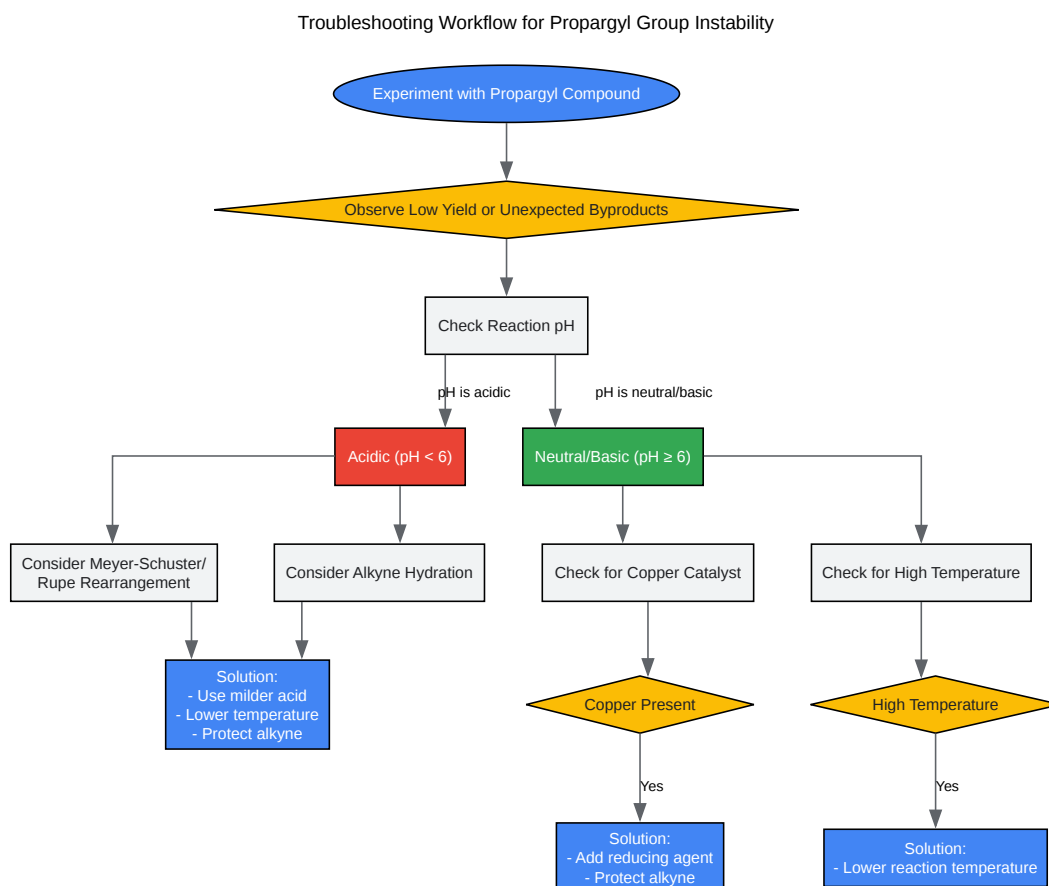 Troubleshooting Workflow for Propargyl Group Instability
Experiment with Propargyl Compound
Observe Low Yield or Unexpected Byproducts
Check Reaction pH
pH is acidic
pH is neutral/basic
Acidic (pH < 6)
Neutral/Basic (pH ≥ 6)
Consider Meyer-Schuster/
Rupe Rearrangement
Consider Alkyne Hydration
Check for Copper Catalyst
Check for High Temperature
Solution:
- Use milder acid
- Lower temperature
- Protect alkyne
Copper Present
High Temperature
Yes
Yes
Solution:
- Add reducing agent
- Protect alkyne
Solution:
- Lower reaction temperature